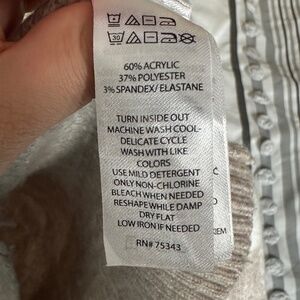 30
60% ACRYLIC
37% POLYESTER
3% SPANDEX/ ELASTANE
TURN INSIDE OUT
MACHINE WASH COOL-
DELICATE CYCLE
WASH WITH LIKE
COLORS
USE MILD DETERGENT
ONLY NON-CHLORINE
BLEACH WHEN NEEDED
RESHAPE WHILE DAMP
DRY FLAT
LOW IRON IF NEEDED
RN# 75343